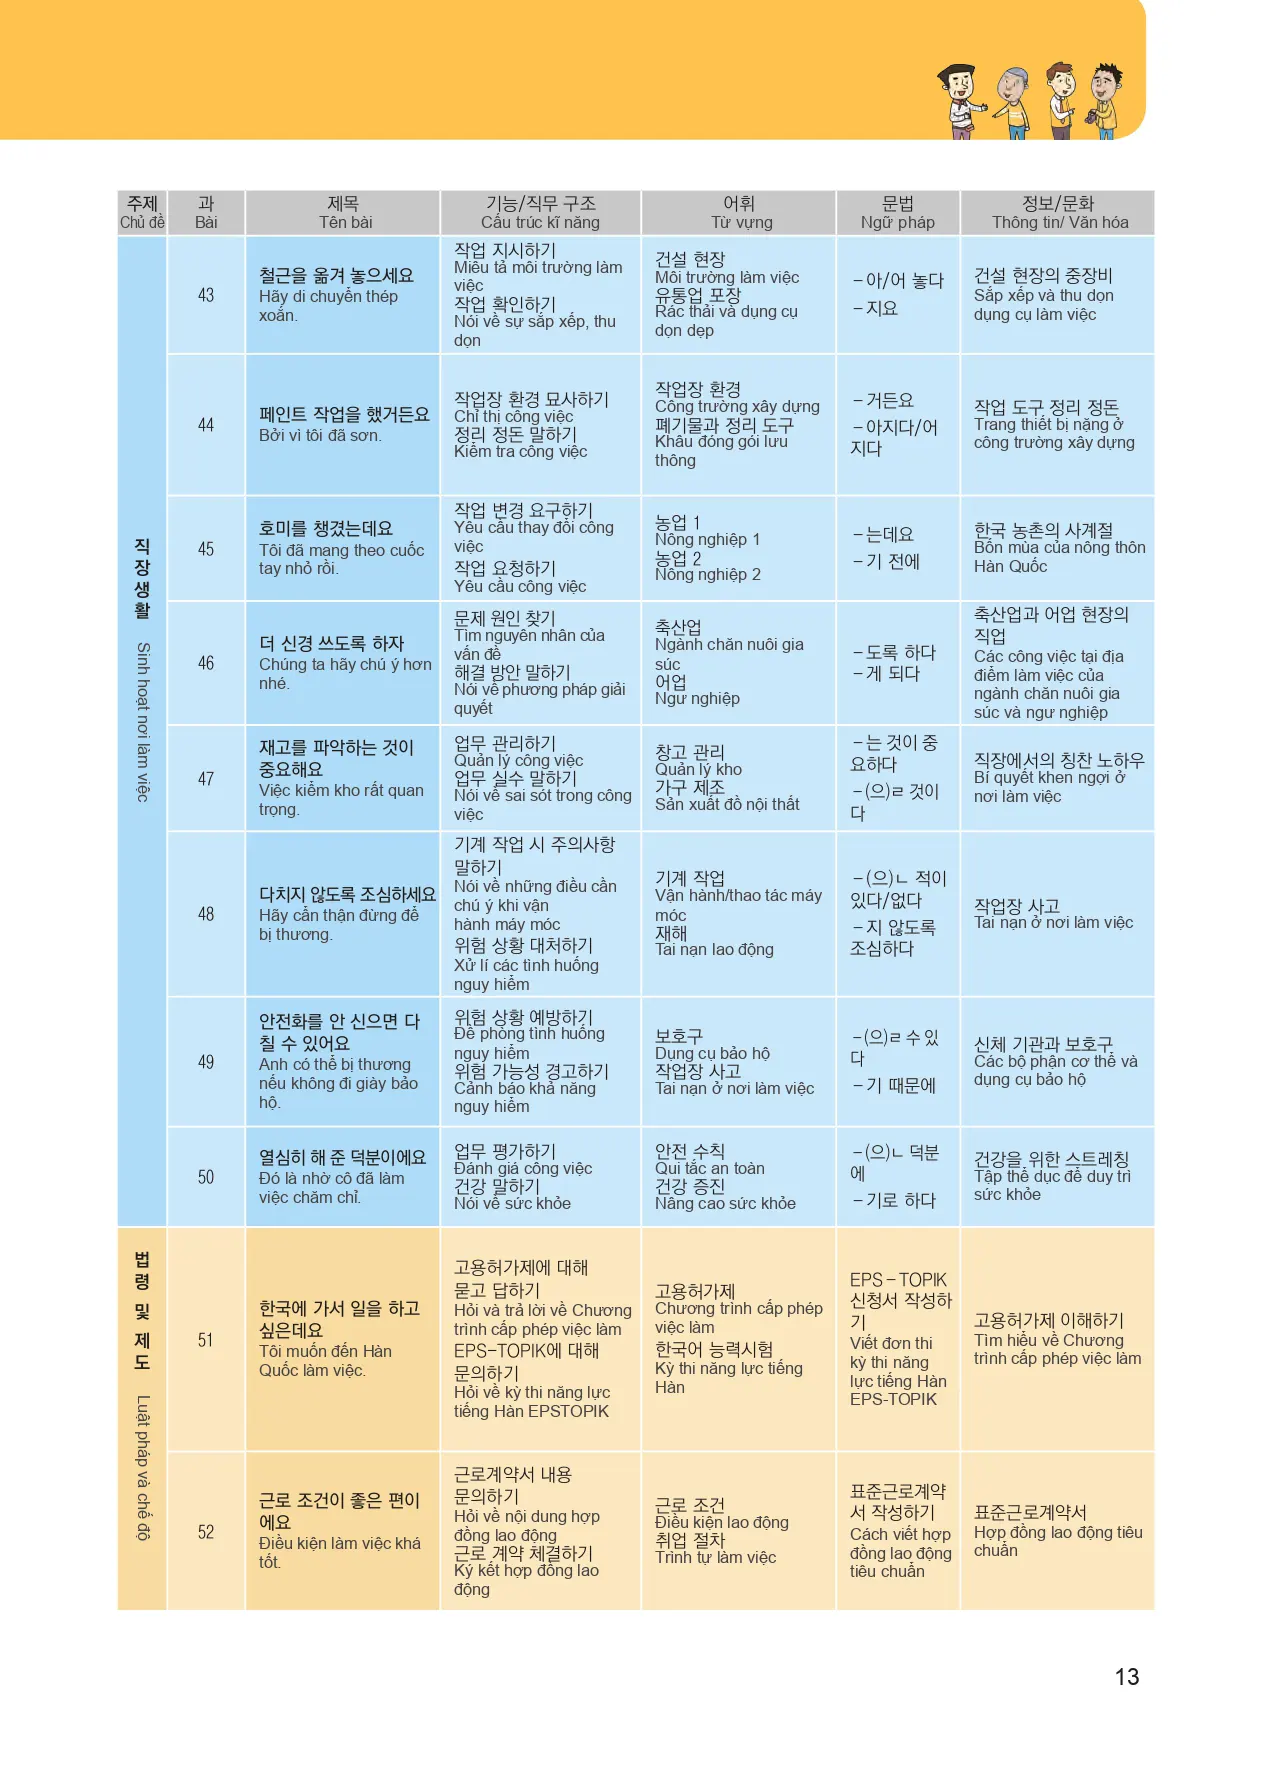 주제
Chủ đề
과
Bài
제목
Tên bài
기능/직무 구조
Cấu trúc kĩ năng
어휘
Từ vựng
문법
Ngữ pháp
정보/문화
Thông tin/ Văn hóa
직장생활 Sinh hoạt nơi làm việc
43
철근을 옮겨 놓으세요
Hãy di chuyển thép
xoắn.
작업 지시하기
Miêu tả môi trường làm
việc
작업 확인하기
Nói về sự sắp xếp, thu
dọn
건설 현장
Môi trường làm việc
유통업 포장
Rác thải và dụng cụ
dọn dẹp
–아/어 놓다
–지요
건설 현장의 중장비
Sắp xếp và thu dọn
dụng cụ làm việc
44
페인트 작업을 했거든요
Bởi vì tôi đã sơn.
작업장 환경 묘사하기
Chỉ thị công việc
정리 정돈 말하기
Kiểm tra công việc
작업장 환경
Công trường xây dựng
폐기물과 정리 도구
Khâu đóng gói lưu
thông
–거든요
–아지다/어
지다
작업 도구 정리 정돈
Trang thiết bị nặng ở
công trường xây dựng
45
호미를 챙겼는데요
Tôi đã mang theo cuốc
tay nhỏ rồi.
작업 변경 요구하기
Yêu cầu thay đổi công
việc
작업 요청하기
Yêu cầu công việc
농업 1
Nông nghiệp 1
농업 2
Nông nghiệp 2
–는데요
–기 전에
한국 농촌의 사계절
Bốn mùa của nông thôn
Hàn Quốc
46
더 신경 쓰도록 하자
Chúng ta hãy chú ý hơn
nhé.
문제 원인 찾기
Tìm nguyên nhân của
vấn đề
해결 방안 말하기
Nói về phương pháp giải
quyết
축산업
Ngành chăn nuôi gia
súc
어업
Ngư nghiệp
–도록 하다
–게 되다
축산업과 어업 현장의
직업
Các công việc tại địa
điểm làm việc của
ngành chăn nuôi gia
súc và ngư nghiệp
47
재고를 파악하는 것이
중요해요
Việc kiểm kho rất quan
trọng.
업무 관리하기
Quản lý công việc
업무 실수 말하기
Nói về sai sót trong công
việc
창고 관리
Quản lý kho
가구 제조
Sản xuất đồ nội thất
–는 것이 중
요하다
–(으)ㄹ 것이
다
직장에서의 칭찬 노하우
Bí quyết khen ngợi ở
nơi làm việc
48
다치지 않도록 조심하세요
Hãy cẩn thận đừng để
bị thương.
기계 작업 시 주의사항
말하기
Nói về những điều cần
chú ý khi vận
hành máy móc
위험 상황 대처하기
Xử lí các tình huống
nguy hiểm
기계 작업
Vận hành/thao tác máy
móc
재해
Tai nạn lao động
–(으)ㄴ 적이
있다/없다
–지 않도록
조심하다
작업장 사고
Tai nạn ở nơi làm việc
49
안전화를 안 신으면 다
칠 수 있어요
Anh có thể bị thương
nếu không đi giày bảo
hộ.
위험 상황 예방하기
Đề phòng tình huống
nguy hiểm
위험 가능성 경고하기
Cảnh báo khả năng
nguy hiểm
보호구
Dụng cụ bảo hộ
작업장 사고
Tai nạn ở nơi làm việc
–(으)ㄹ 수 있
다
–기 때문에
신체 기관과 보호구
Các bộ phận cơ thể và
dụng cụ bảo hộ
50
열심히 해 준 덕분이에요
Đó là nhờ cô đã làm
việc chăm chỉ.
업무 평가하기
Đánh giá công việc
건강 말하기
Nói về sức khỏe
안전 수칙
Qui tắc an toàn
건강 증진
Nâng cao sức khỏe
–(으)ㄴ 덕분
에
–기로 하다
건강을 위한 스트레칭
Tập thể dục để duy trì
sức khỏe
법령 및 제도 Luật pháp và chế độ
51
한국에 가서 일을 하고
싶은데요
Tôi muốn đến Hàn
Quốc làm việc.
고용허가제에 대해
묻고 답하기
Hỏi và trả lời về Chương
trình cấp phép việc làm
EPS–TOPIK에 대해
문의하기
Hỏi về kỳ thi năng lực
tiếng Hàn EPSTOPIK
고용허가제
Chương trình cấp phép
việc làm
한국어 능력시험
Kỳ thi năng lực tiếng
Hàn
EPS–TOPIK
신청서 작성하
기
Viết đơn thi
kỳ thi năng
lực tiếng Hàn
EPS-TOPIK
고용허가제 이해하기
Tìm hiểu về Chương
trình cấp phép việc làm
52
근로 조건이 좋은 편이
에요
Điều kiện làm việc khá
tốt.
근로계약서 내용
문의하기
Hỏi về nội dung hợp
đồng lao động
근로 계약 체결하기
Ký kết hợp đồng lao
động
근로 조건
Điều kiện lao động
취업 절차
Trình tự làm việc
표준근로계약
서 작성하기
Cách viết hợp
đồng lao động
tiêu chuẩn
표준근로계약서
Hợp đồng lao động tiêu
chuẩn
13